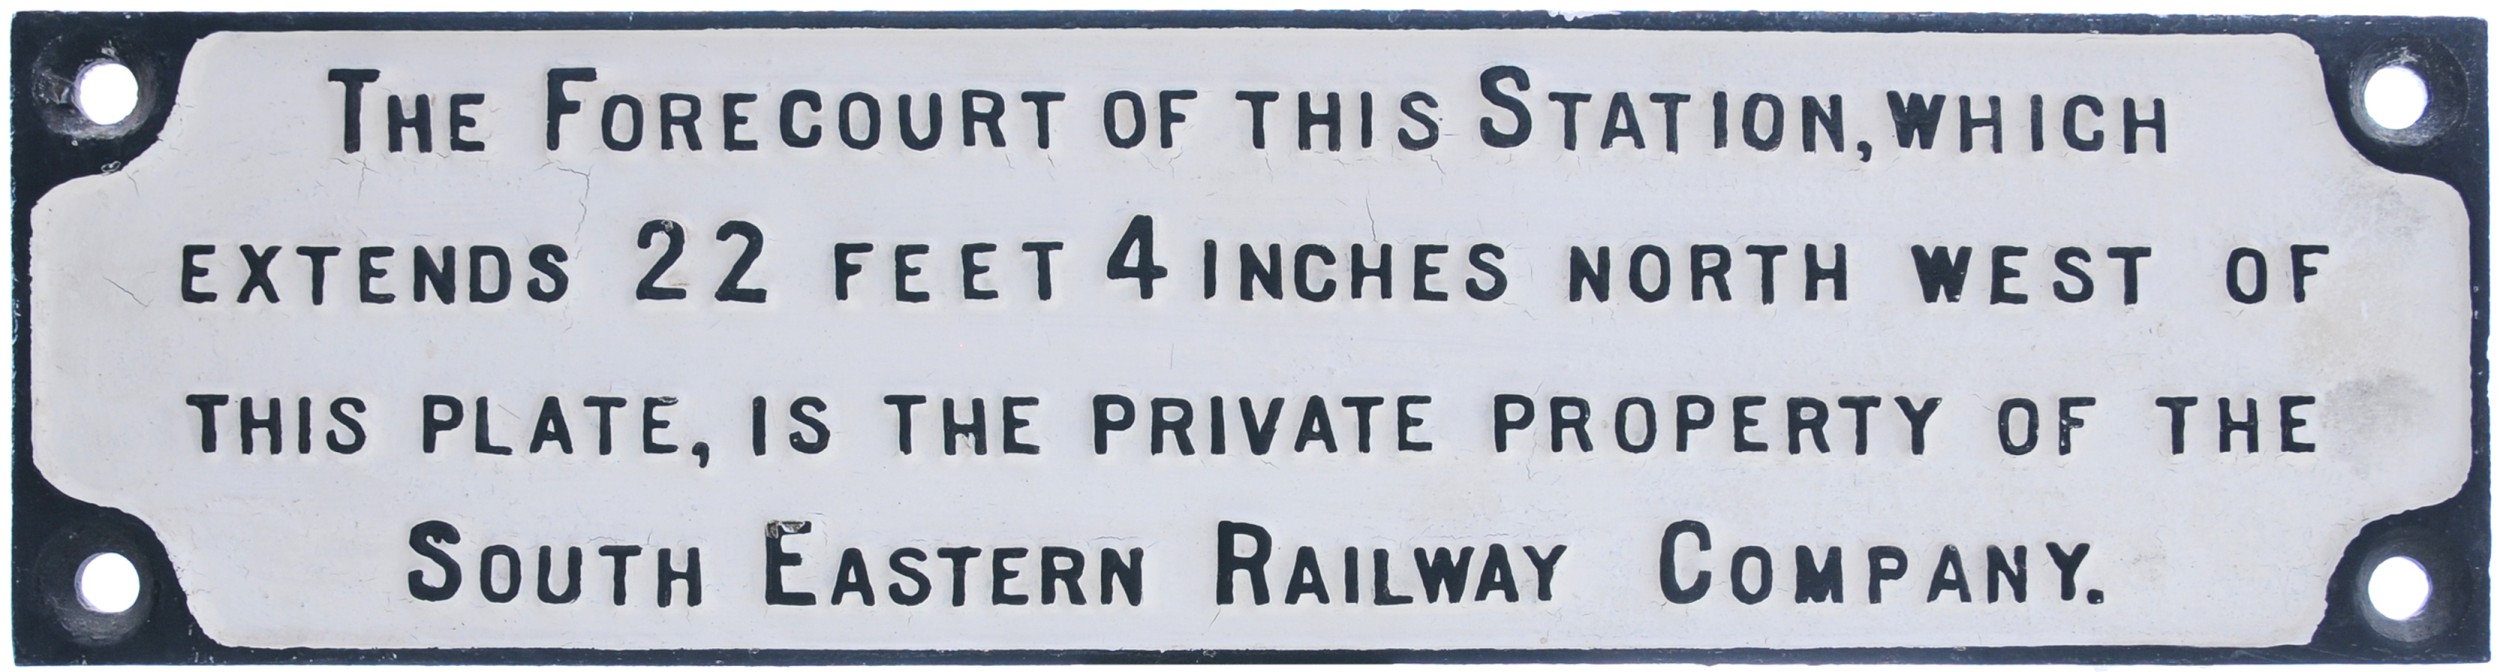 THE FORECOURT OF THIS STATION, WHICH
EXTENDS 22 FEET 4 INCHES NORTH WEST OF
THIS PLATE, IS THE PRIVATE PROPERTY OF THE
SOUTH EASTERN RAILWAY COMPANY.